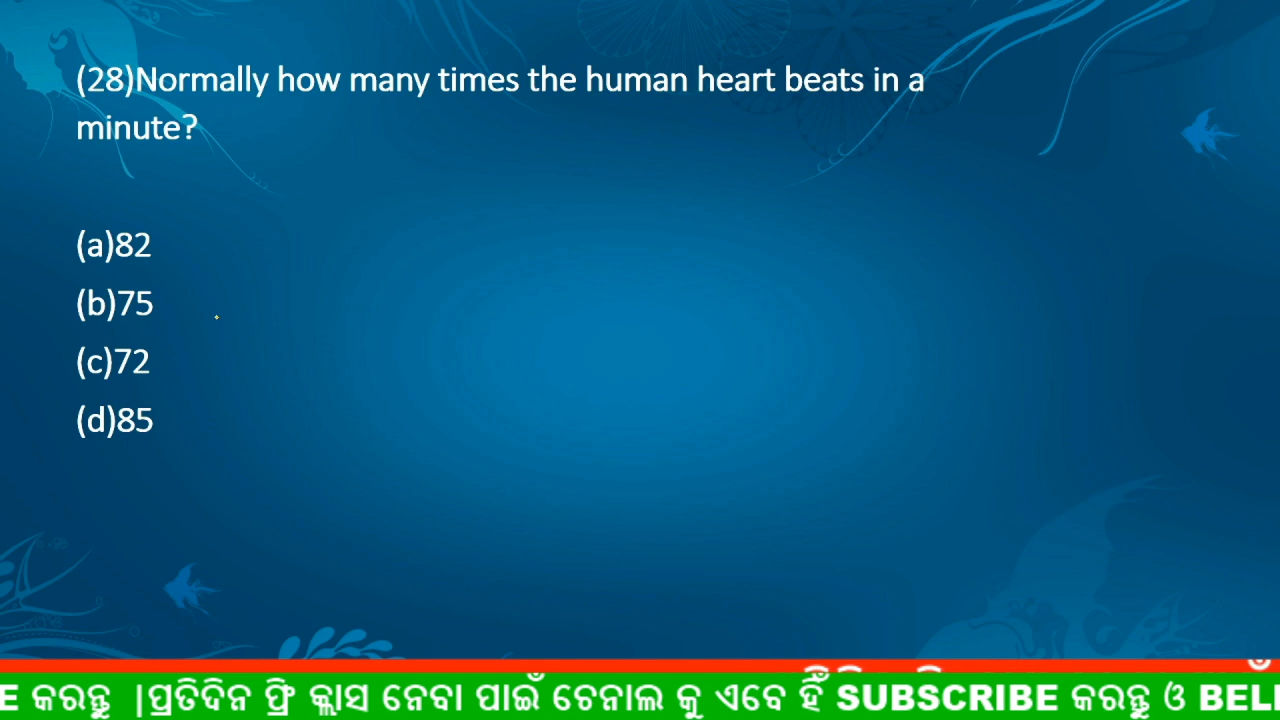 (28)Normally how many times the human heart beats in a
minute?
(a)82
(b)75
(c)72
(d)85
କରନ୍ତୁ |ପ୍ରତିଦିନ ଫ୍ରି କ୍ଲାସ ନେବା ପାଇଁ ଚେନାଲ କୁ ଏବେ ହିଁ SUBSCRIBE କରନ୍ତୁ ଓ